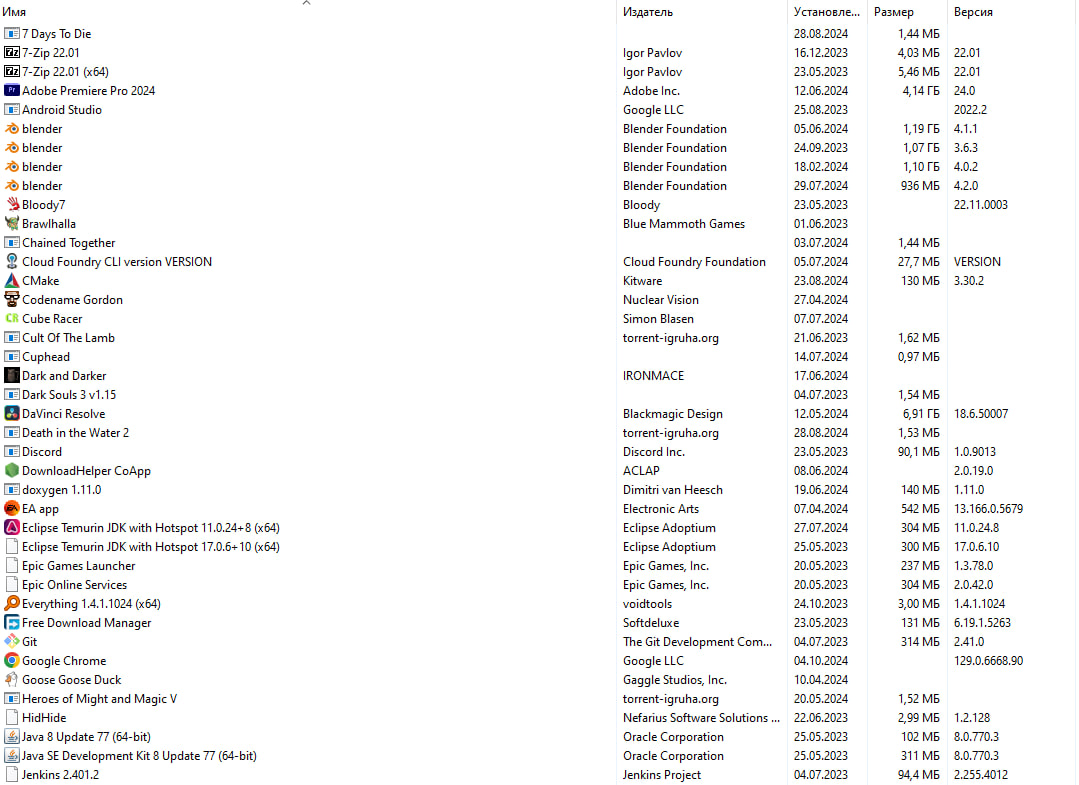 Имя Издатель Установле... Размер Версия
7 Days To Die 28.08.2024 1,44 МБ
7-Zip 22.01 Igor Pavlov 16.12.2023 4,03 МБ 22.01
7-Zip 22.01 (x64) Igor Pavlov 23.05.2023 5,46 МБ 22.01
Adobe Premiere Pro 2024 Adobe Inc. 12.06.2024 4,14 ГБ 24.0
Android Studio Google LLC 25.08.2023 2022.2
blender Blender Foundation 05.06.2024 1,19 ГБ 4.1.1
blender Blender Foundation 24.09.2023 1,07 ГБ 3.6.3
blender Blender Foundation 18.02.2024 1,10 ГБ 4.0.2
blender Blender Foundation 29.07.2024 936 МБ 4.2.0
Bloody7 Bloody 23.05.2023 22.11.0003
Brawlhalla Blue Mammoth Games 01.06.2023
Chained Together 03.07.2024 1,44 МБ
Cloud Foundry CLI version VERSION Cloud Foundry Foundation 05.07.2024 27,7 МБ VERSION
CMake Kitware 23.08.2024 130 МБ 3.30.2
Codename Gordon Nuclear Vision 27.04.2024
Cube Racer Simon Blasen 07.07.2024
Cult Of The Lamb torrent-igruha.org 21.06.2023 1,62 МБ
Cuphead 14.07.2024 0,97 МБ
Dark and Darker IRONMACE 17.06.2024
Dark Souls 3 v1.15 04.07.2023 1,54 МБ
DaVinci Resolve Blackmagic Design 12.05.2024 6,91 ГБ 18.6.50007
Death in the Water 2 torrent-igruha.org 28.08.2024 1,53 МБ
Discord Discord Inc. 23.05.2023 90,1 МБ 1.0.9013
DownloadHelper CoApp ACLAP 08.06.2024 2.0.19.0
doxygen 1.11.0 Dimitri van Heesch 19.06.2024 140 МБ 1.11.0
EA app Electronic Arts 07.04.2024 542 МБ 13.166.0.5679
Eclipse Temurin JDK with Hotspot 11.0.24+8 (x64) Eclipse Adoptium 27.07.2024 304 МБ 11.0.24.8
Eclipse Temurin JDK with Hotspot 17.0.6+10 (x64) Eclipse Adoptium 25.05.2023 300 МБ 17.0.6.10
Epic Games Launcher Epic Games, Inc. 20.05.2023 237 МБ 1.3.78.0
Epic Online Services Epic Games, Inc. 20.05.2023 304 МБ 2.0.42.0
Everything 1.4.1.1024 (x64) voidtools 24.10.2023 3,00 МБ 1.4.1.1024
Free Download Manager Softdeluxe 23.05.2023 131 МБ 6.19.1.5263
Git The Git Development Com... 04.07.2023 314 МБ 2.41.0
Google Chrome Google LLC 04.10.2024 129.0.6668.90
Goose Goose Duck Gaggle Studios, Inc. 10.04.2024
Heroes of Might and Magic V torrent-igruha.org 20.05.2024 1,52 МБ
HidHide Nefarius Software Solutions ... 22.06.2023 2,99 МБ 1.2.128
Java 8 Update 77 (64-bit) Oracle Corporation 25.05.2023 102 МБ 8.0.770.3
Java SE Development Kit 8 Update 77 (64-bit) Oracle Corporation 25.05.2023 311 МБ 8.0.770.3
Jenkins 2.401.2 Jenkins Project 04.07.2023 94,4 МБ 2.255.4012